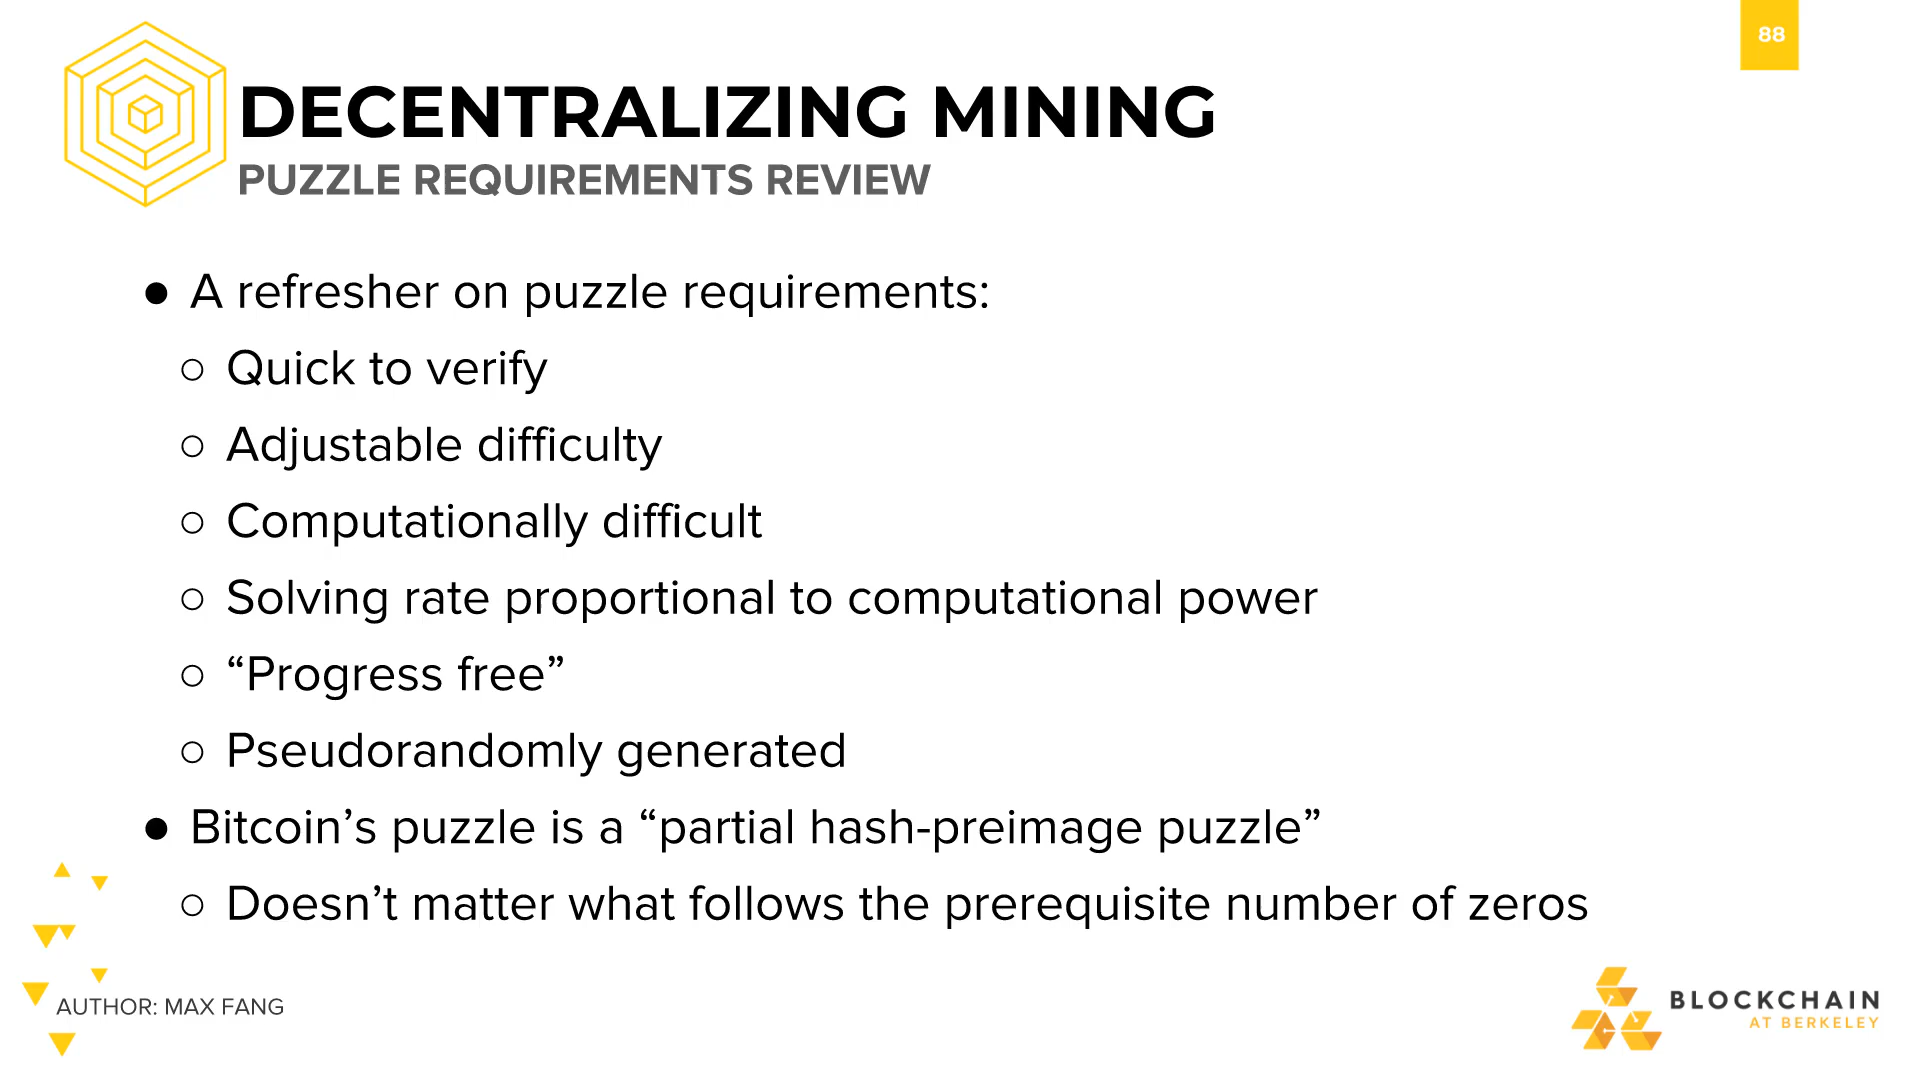 88
DECENTRALIZING MINING
PUZZLE REQUIREMENTS REVIEW
● A refresher on puzzle requirements:
○ Quick to verify
○ Adjustable difficulty
○ Computationally difficult
○ Solving rate proportional to computational power
○ “Progress free”
○ Pseudorandomly generated
● Bitcoin’s puzzle is a “partial hash-preimage puzzle”
○ Doesn’t matter what follows the prerequisite number of zeros
AUTHOR: MAX FANG
BLOCKCHAIN
AT BERKELEY